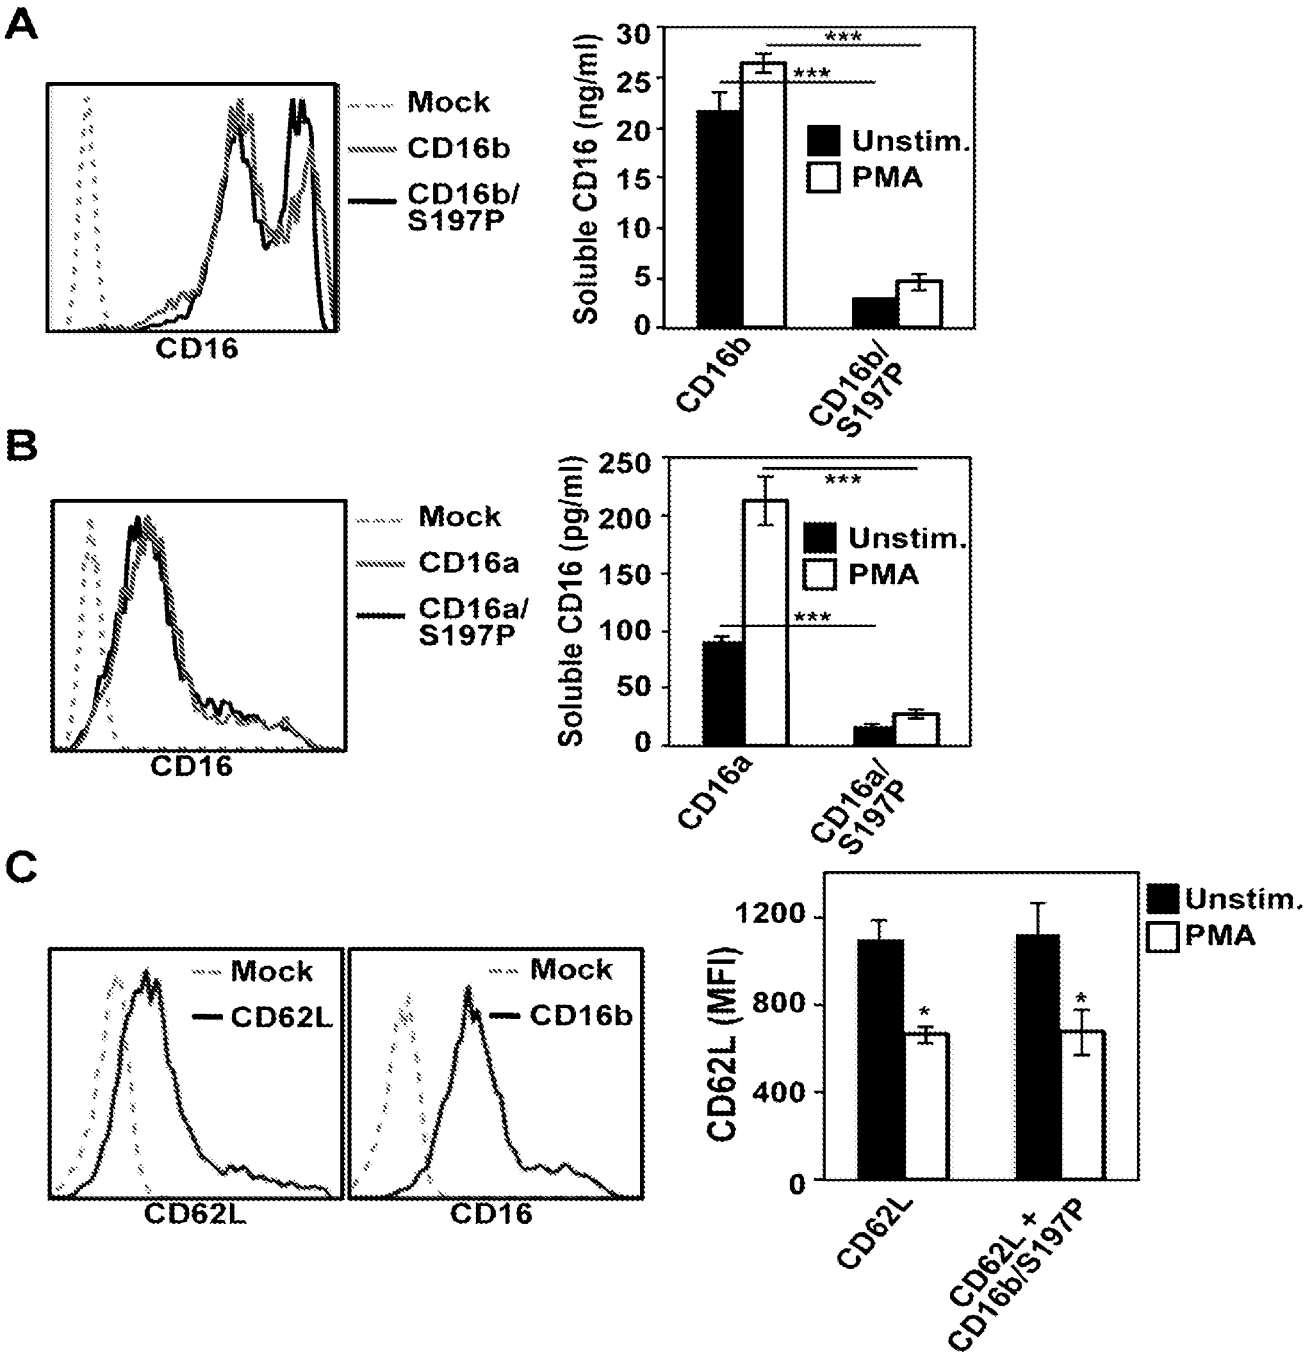 A
Mock
CD16b
CD16b/
S197P
CD16
Soluble CD16 (ng/ml)
30
25
20
15
10
5
0
***
***
Unstim.
PMA
CD16b
CD16b/
S197P
B
Mock
CD16a
CD16a/
S197P
CD16
Soluble CD16 (pg/ml)
250
200
150
100
50
0
***
***
Unstim.
PMA
CD16a
CD16a/
S197P
C
Mock
CD62L
CD62L
Mock
CD16b
CD16
CD62L (MFI)
1200
800
400
0
*
*
Unstim.
PMA
CD62L
CD62L +
CD16b/S197P